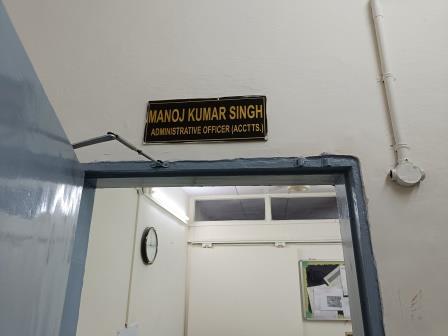 MANOJ KUMAR SINGH
ADMINISTRATIVE OFFICER (ACCTTS.)